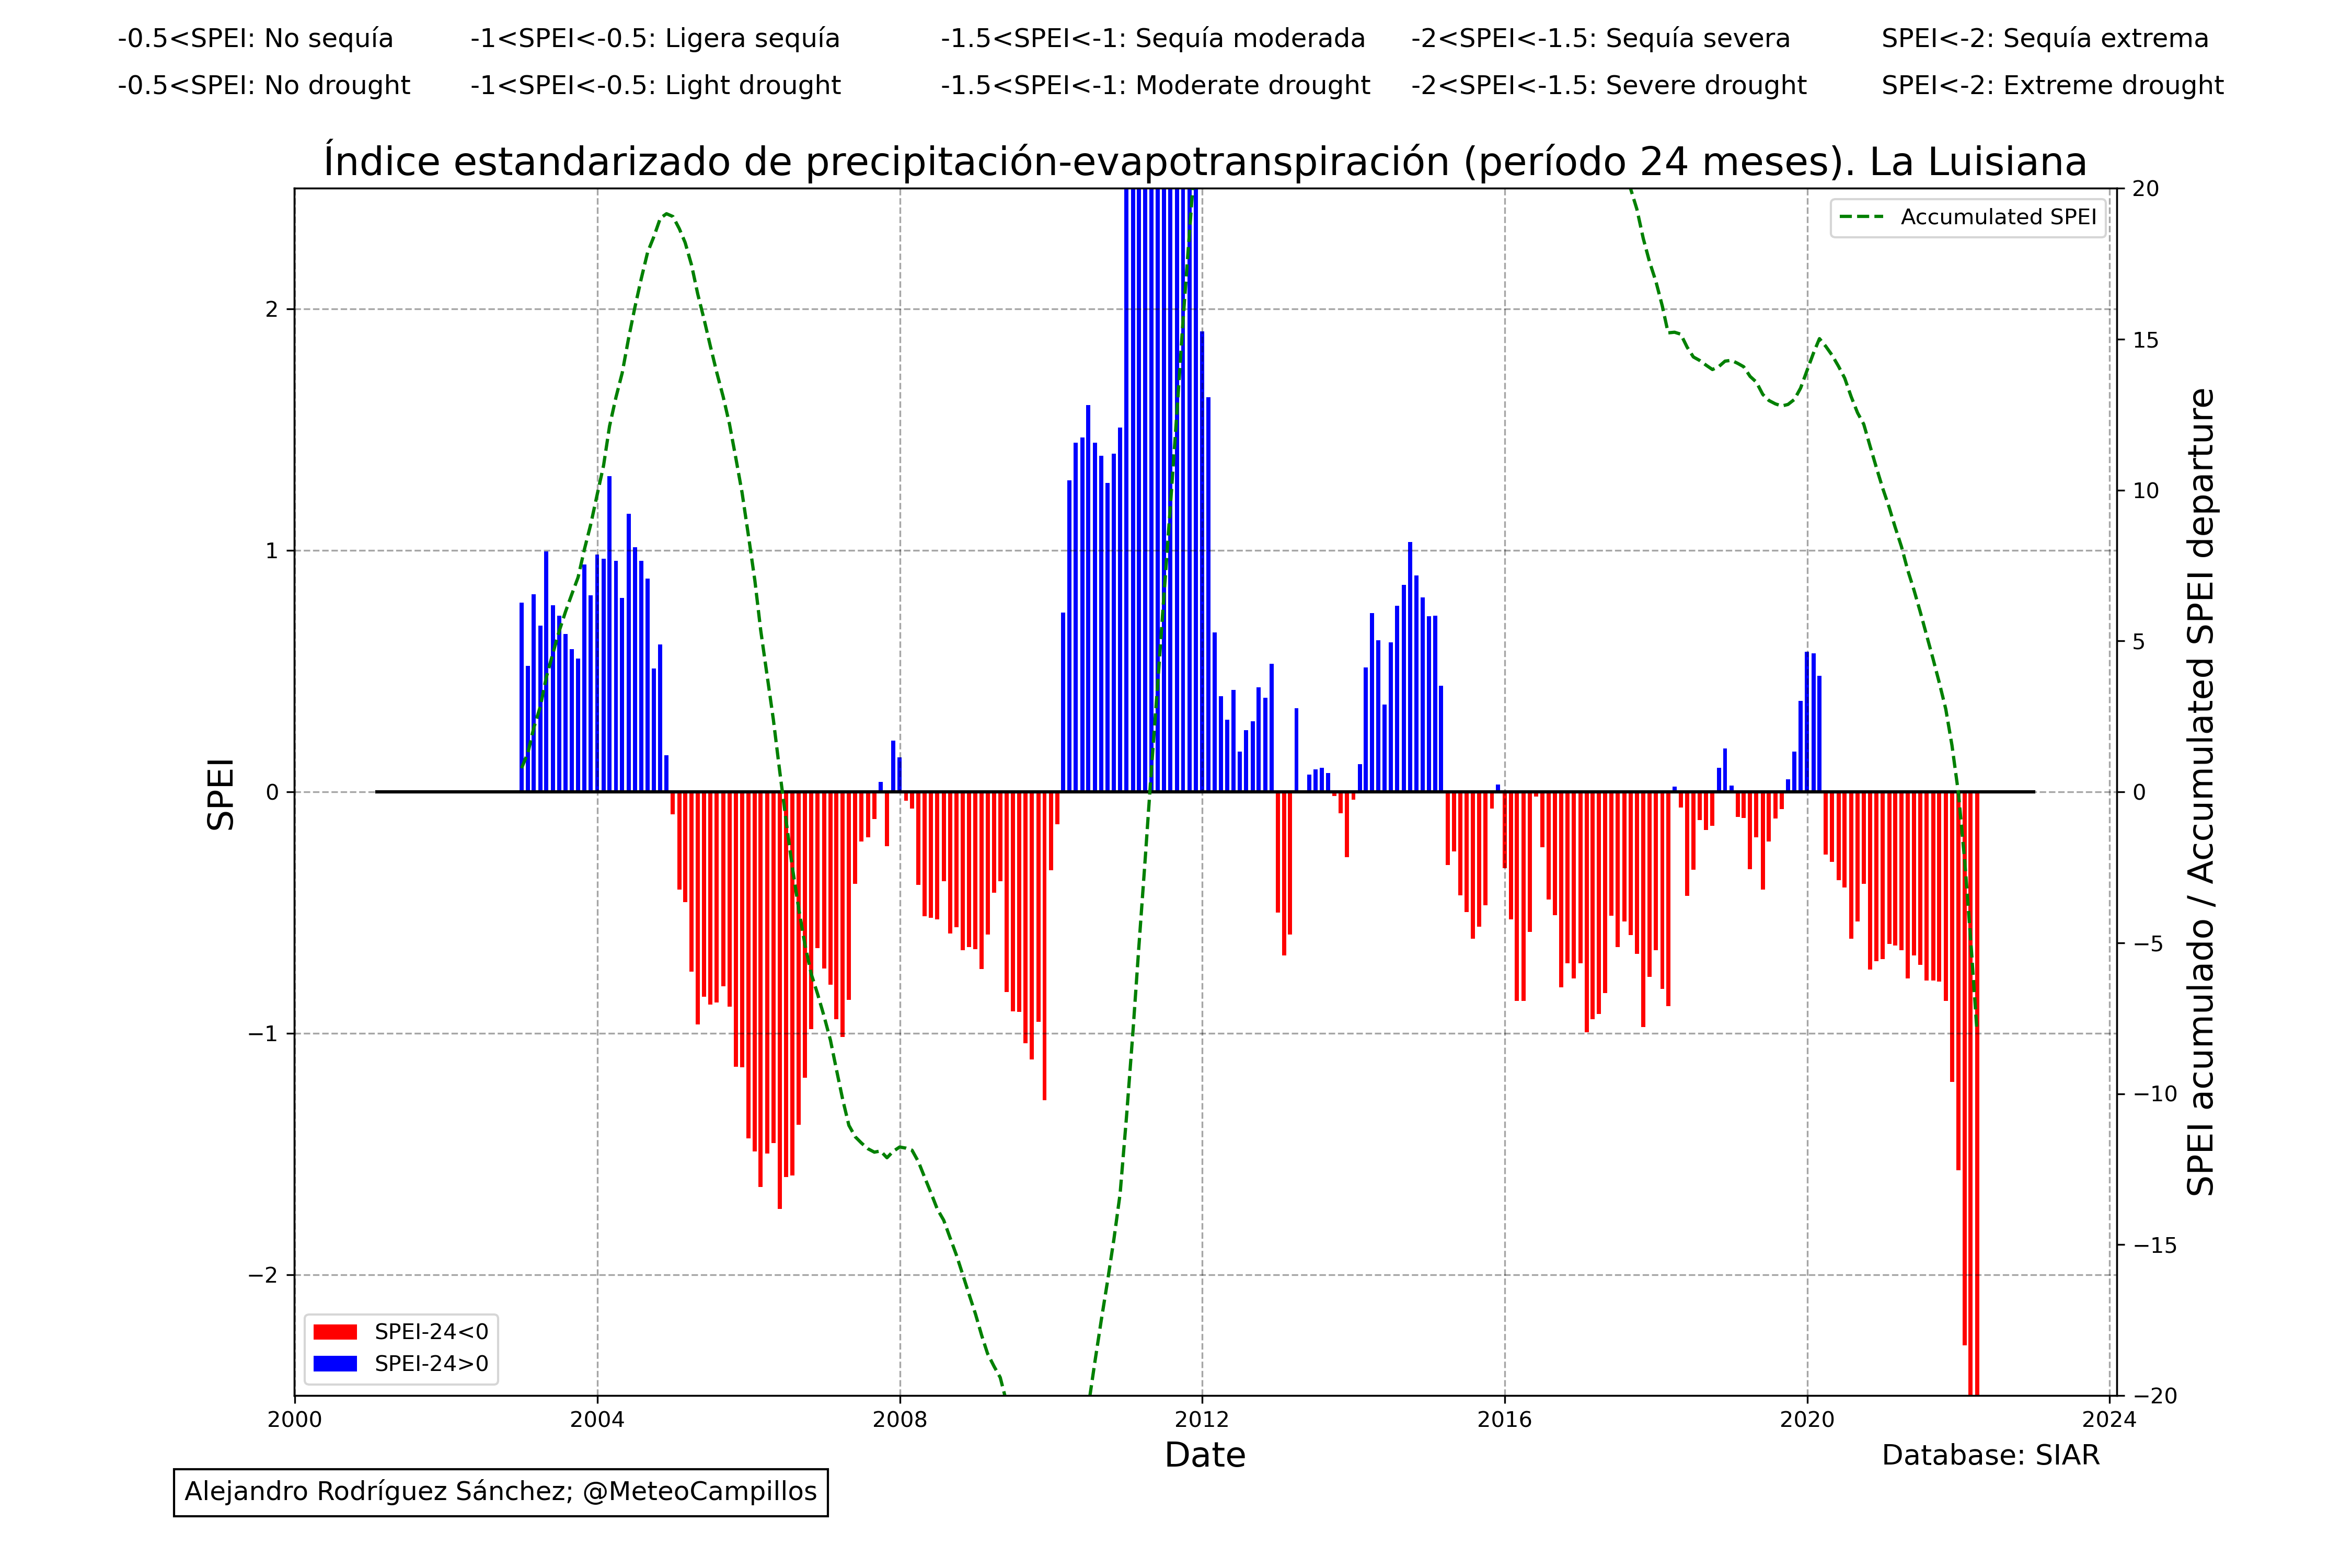 -0.5<SPEI: No sequía -1<SPEI<-0.5: Ligera sequía -1.5<SPEI<-1: Sequía moderada -2<SPEI<-1.5: Sequía severa SPEI<-2: Sequía extrema
-0.5<SPEI: No drought -1<SPEI<-0.5: Light drought -1.5<SPEI<-1: Moderate drought -2<SPEI<-1.5: Severe drought SPEI<-2: Extreme drought
Índice estandarizado de precipitación-evapotranspiración (período 24 meses). La Luisiana
Accumulated SPEI
2
1
0
−1
−2
SPEI
20
15
10
5
0
−5
−10
−15
−20
SPEI acumulado / Accumulated SPEI departure
SPEI-24<0
SPEI-24>0
2000 2004 2008 2012 2016 2020 2024
Date
Database: SIAR
Alejandro Rodríguez Sánchez; @MeteoCampillos